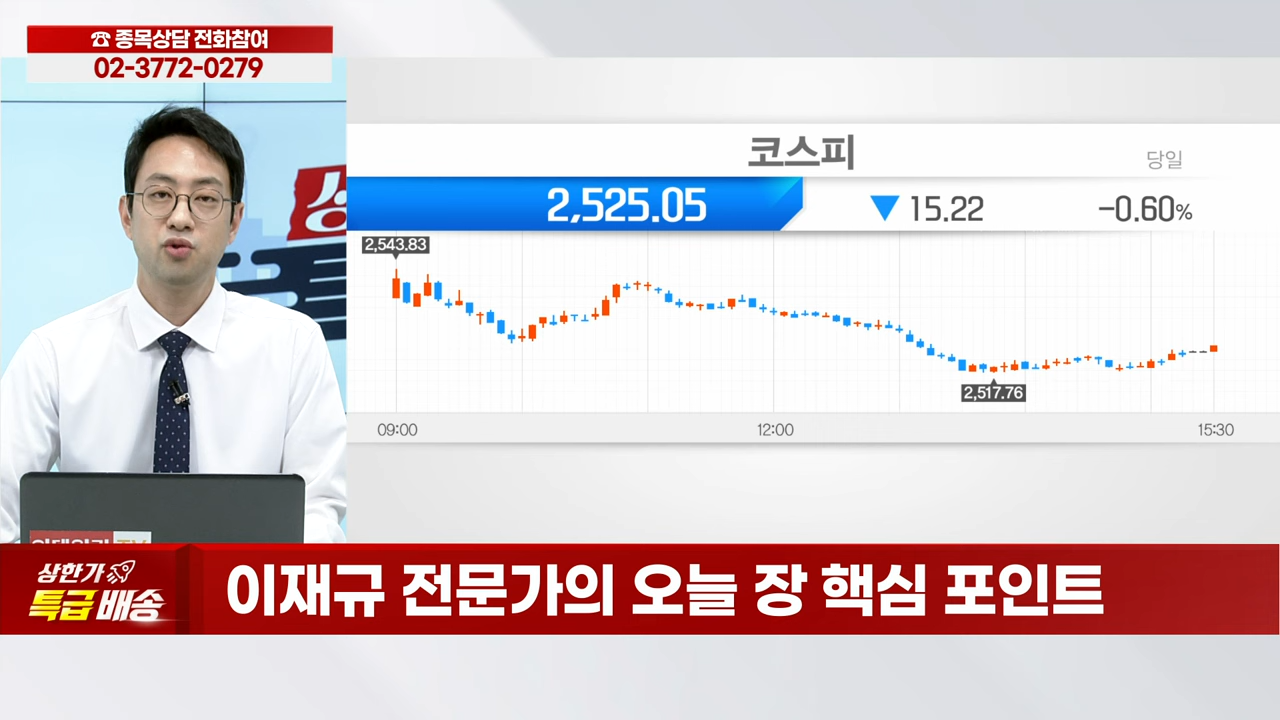 ☎ 종목상담 전화참여
02-3772-0279
코스피
당일
2,525.05
▼ 15.22
-0.60%
2,543.83
2,517.76
09:00
12:00
15:30
상한가
특급 배송
이재규 전문가의 오늘 장 핵심 포인트